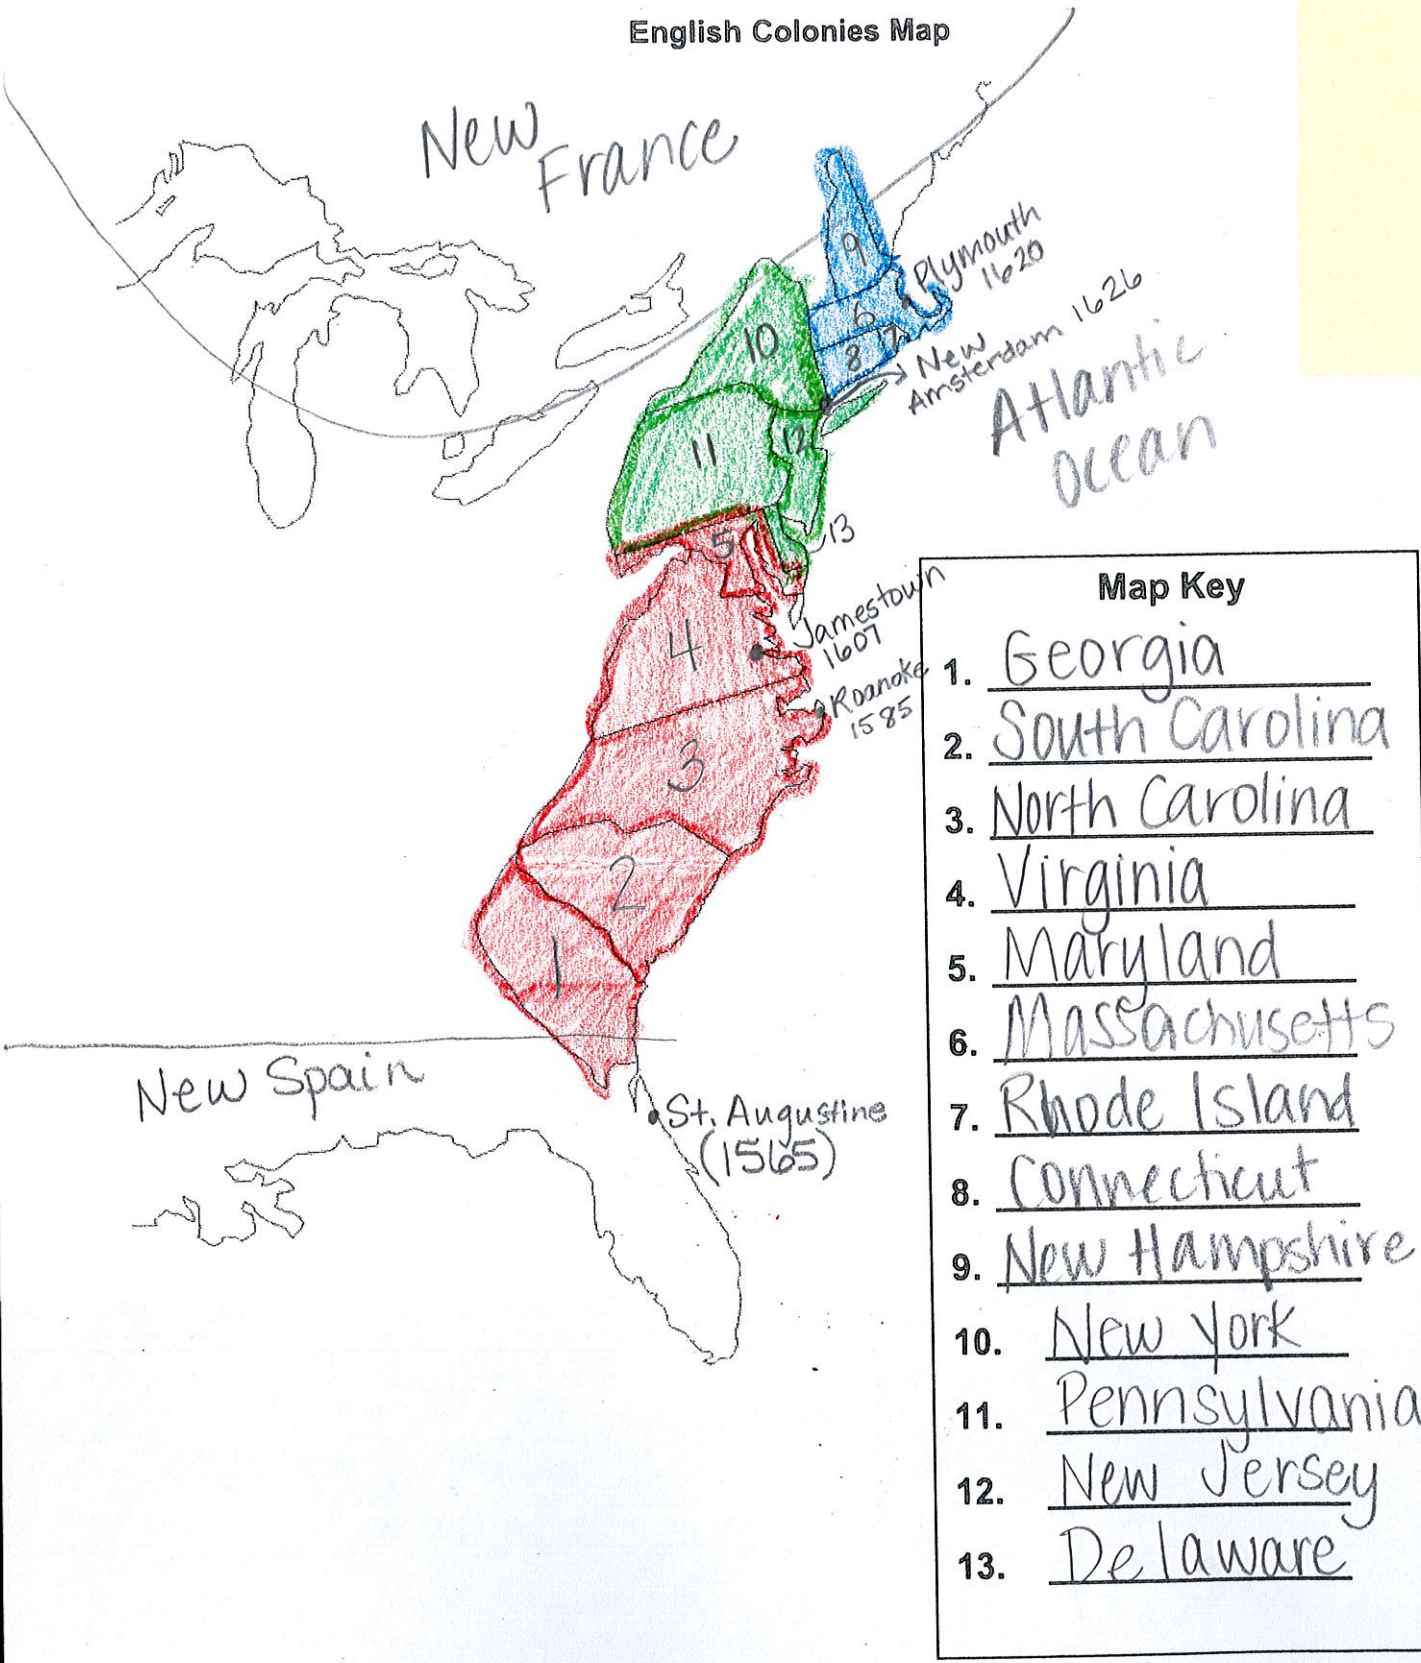 English Colonies Map
New
France
Plymouth
1620
New
Amsterdam 1626
Atlantic
Ocean
9
6
7
8
10
11
12
13
5
4
Jamestown
1607
Roanoke
1585
3
2
1
New Spain
St. Augustine
(1565)
Map Key
1. Georgia
2. South Carolina
3. North Carolina
4. Virginia
5. Maryland
6. Massachusetts
7. Rhode Island
8. Connecticut
9. New Hampshire
10. New York
11. Pennsylvania
12. New Jersey
13. Delaware